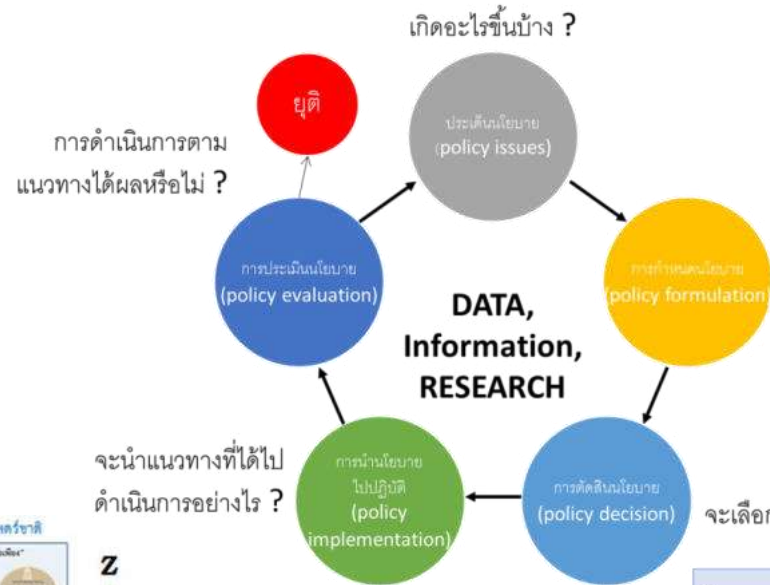 เกิดอะไรขึ้นบ้าง ?
ยุติ
ประเด็นนโยบาย
(policy issues)
การดำเนินการตาม
แนวทางได้ผลหรือไม่ ?
การประเมินนโยบาย
(policy evaluation)
การกำหนดนโยบาย
(policy formulation)
DATA,
Information,
RESEARCH
จะนำแนวทางที่ได้ไป
ดำเนินการอย่างไร ?
การนำนโยบาย
ไปปฏิบัติ
(policy
implementation)
การตัดสินนโยบาย
(policy decision)
จะเลือก
z